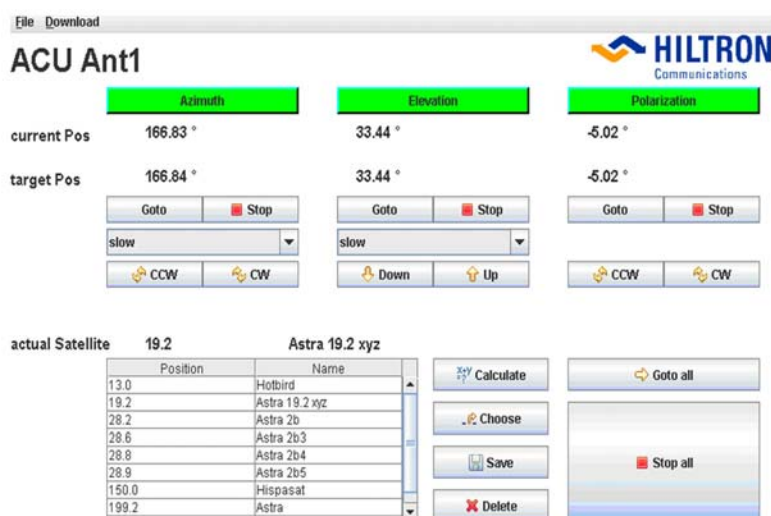 File Download
ACU Ant1
HILTRON
Communications
Azimuth Elevation Polarization
current Pos 166.83 ° 33.44 ° -5.02 °
target Pos 166.84 ° 33.44 ° -5.02 °
Goto Stop Goto Stop Goto Stop
slow slow
CCW CW Down Up CCW CW
actual Satellite 19.2 Astra 19.2 xyz
Position Name
13.0 Hotbird
19.2 Astra 19.2 xyz
28.2 Astra 2b
28.6 Astra 2b3
28.8 Astra 2b4
28.9 Astra 2b5
150.0 Hispasat
199.2 Astra
Calculate
Choose
Save
Delete
Goto all
Stop all